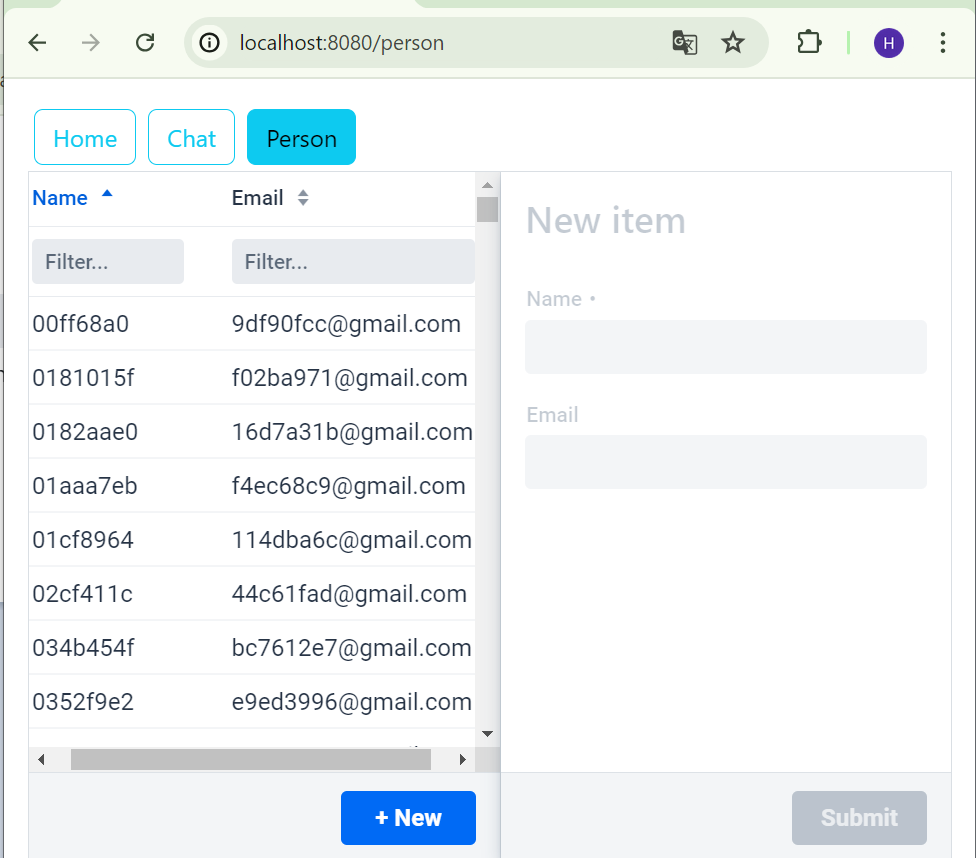 localhost:8080/person
H
Home Chat Person
Name Email
Filter... Filter...
00ff68a0 9df90fcc@gmail.com
0181015f f02ba971@gmail.com
0182aae0 16d7a31b@gmail.com
01aaa7eb f4ec68c9@gmail.com
01cf8964 114dba6c@gmail.com
02cf411c 44c61fad@gmail.com
034b454f bc7612e7@gmail.com
0352f9e2 e9ed3996@gmail.com
+ New
New item
Name •
Email
Submit